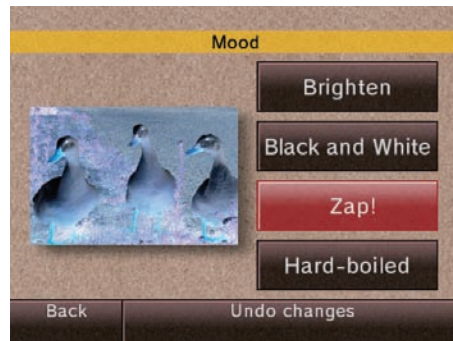 Mood
Brighten
Black and White
Zap!
Hard-boiled
Back
Undo changes